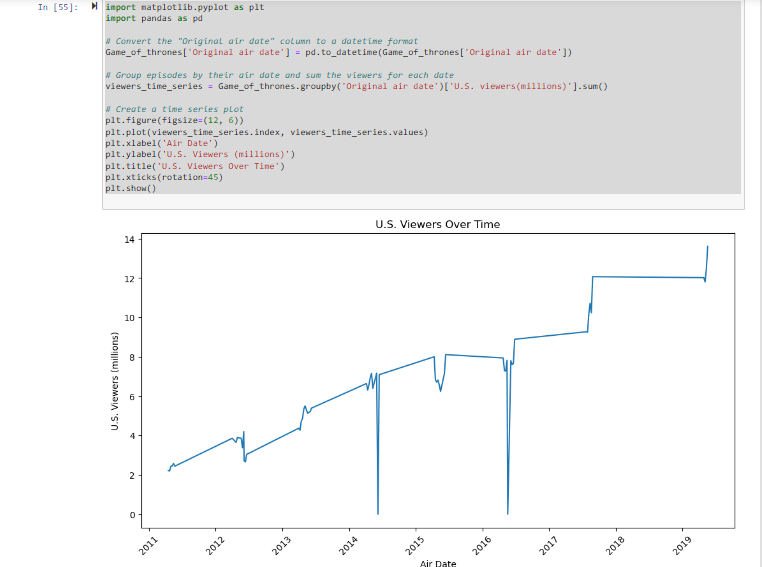 In [55]:
import matplotlib.pyplot as plt
import pandas as pd
# Convert the "Original air date" column to a datetime format
Game_of_thrones['Original air date'] = pd.to_datetime(Game_of_thrones['Original air date'])
# Group episodes by their air date and sum the viewers for each date
viewers_time_series = Game_of_thrones.groupby('Original air date')['U.S. viewers(millions)'].sum()
# Create a time series plot
plt.figure(figsize=(12, 6))
plt.plot(viewers_time_series.index, viewers_time_series.values)
plt.xlabel('Air Date')
plt.ylabel('U.S. Viewers (millions)')
plt.title('U.S. Viewers Over Time')
plt.xticks(rotation=45)
plt.show()
U.S. Viewers Over Time
14
12
10
8
6
4
2
0
U.S. Viewers (millions)
2011 2012 2013 2014 2015 2016 2017 2018 2019
Air Date